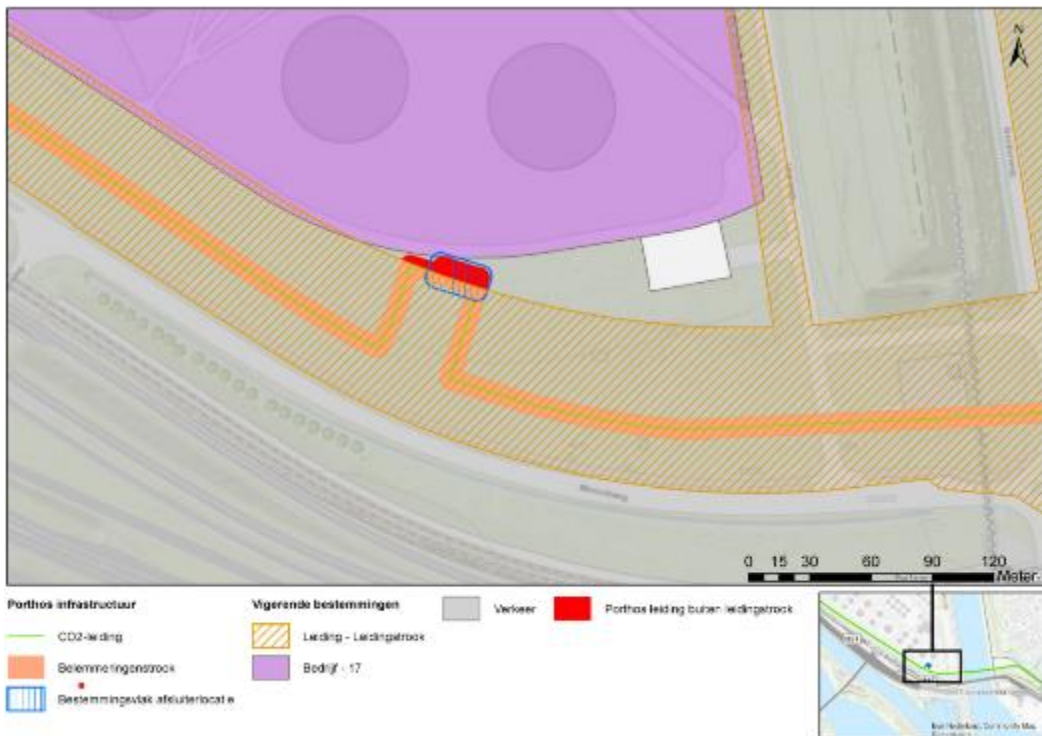 N
0 15 30 60 90 120
Meter
Porthos infrastructuur
CO2-leiding
Belemmeringenstrook
Bestemmingsvlak afsluiterlocatie
Vigerende bestemmingen
Leiding - Leidingstrook
Bedrijf - 17
Verkeer
Porthos leiding buiten leidingstrook